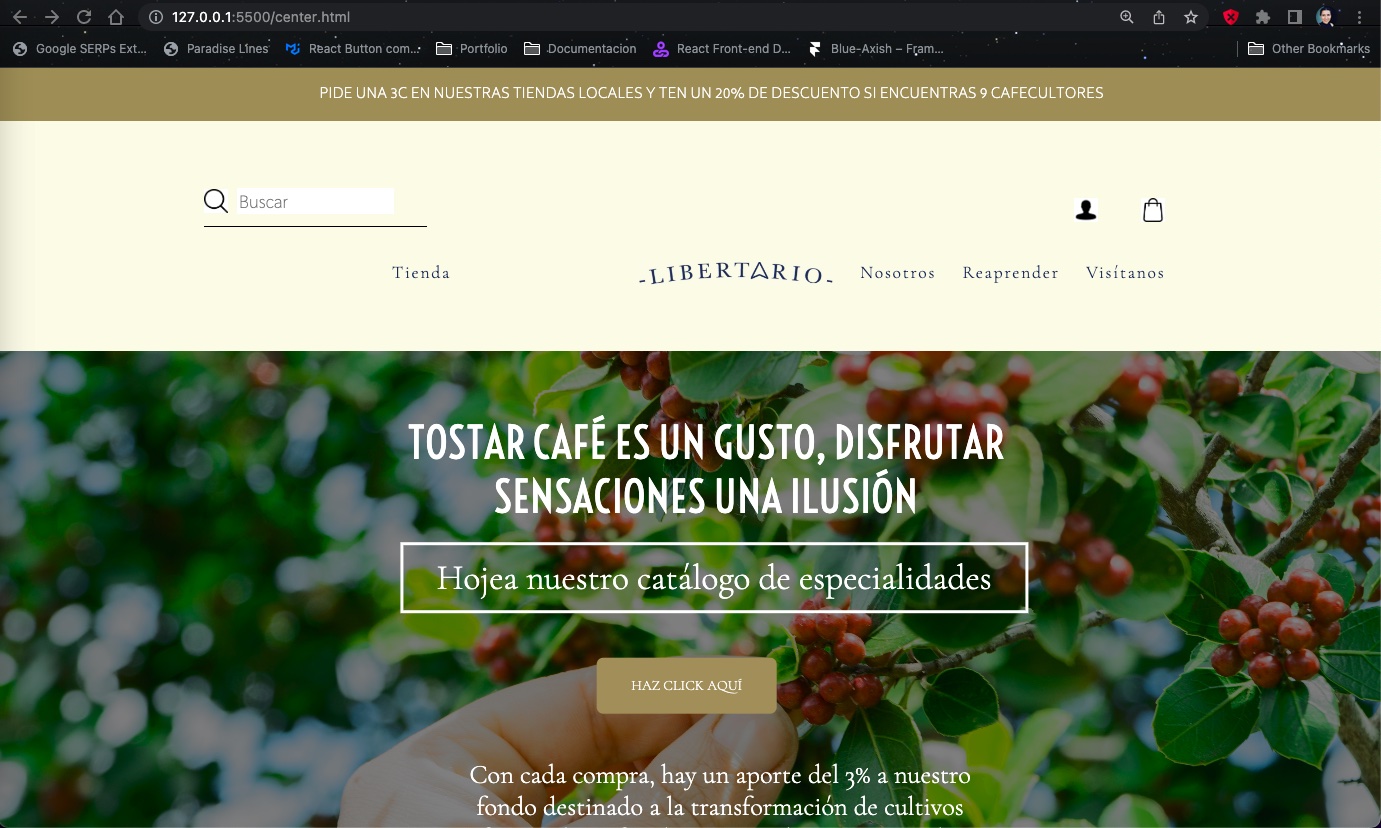 127.0.0.1:5500/center.html
Google SERPs Ext... Paradise Lines React Button com... Portfolio Documentacion React Front-end D... Blue-Axish – Fram... Other Bookmarks
PIDE UNA 3C EN NUESTRAS TIENDAS LOCALES Y TEN UN 20% DE DESCUENTO SI ENCUENTRAS 9 CAFECULTORES
Buscar
Tienda -LIBERTARIO- Nosotros Reaprender Visítanos
TOSTAR CAFÉ ES UN GUSTO, DISFRUTAR
SENSACIONES UNA ILUSIÓN
Hojea nuestro catálogo de especialidades
HAZ CLICK AQUÍ
Con cada compra, hay un aporte del 3% a nuestro
fondo destinado a la transformación de cultivos